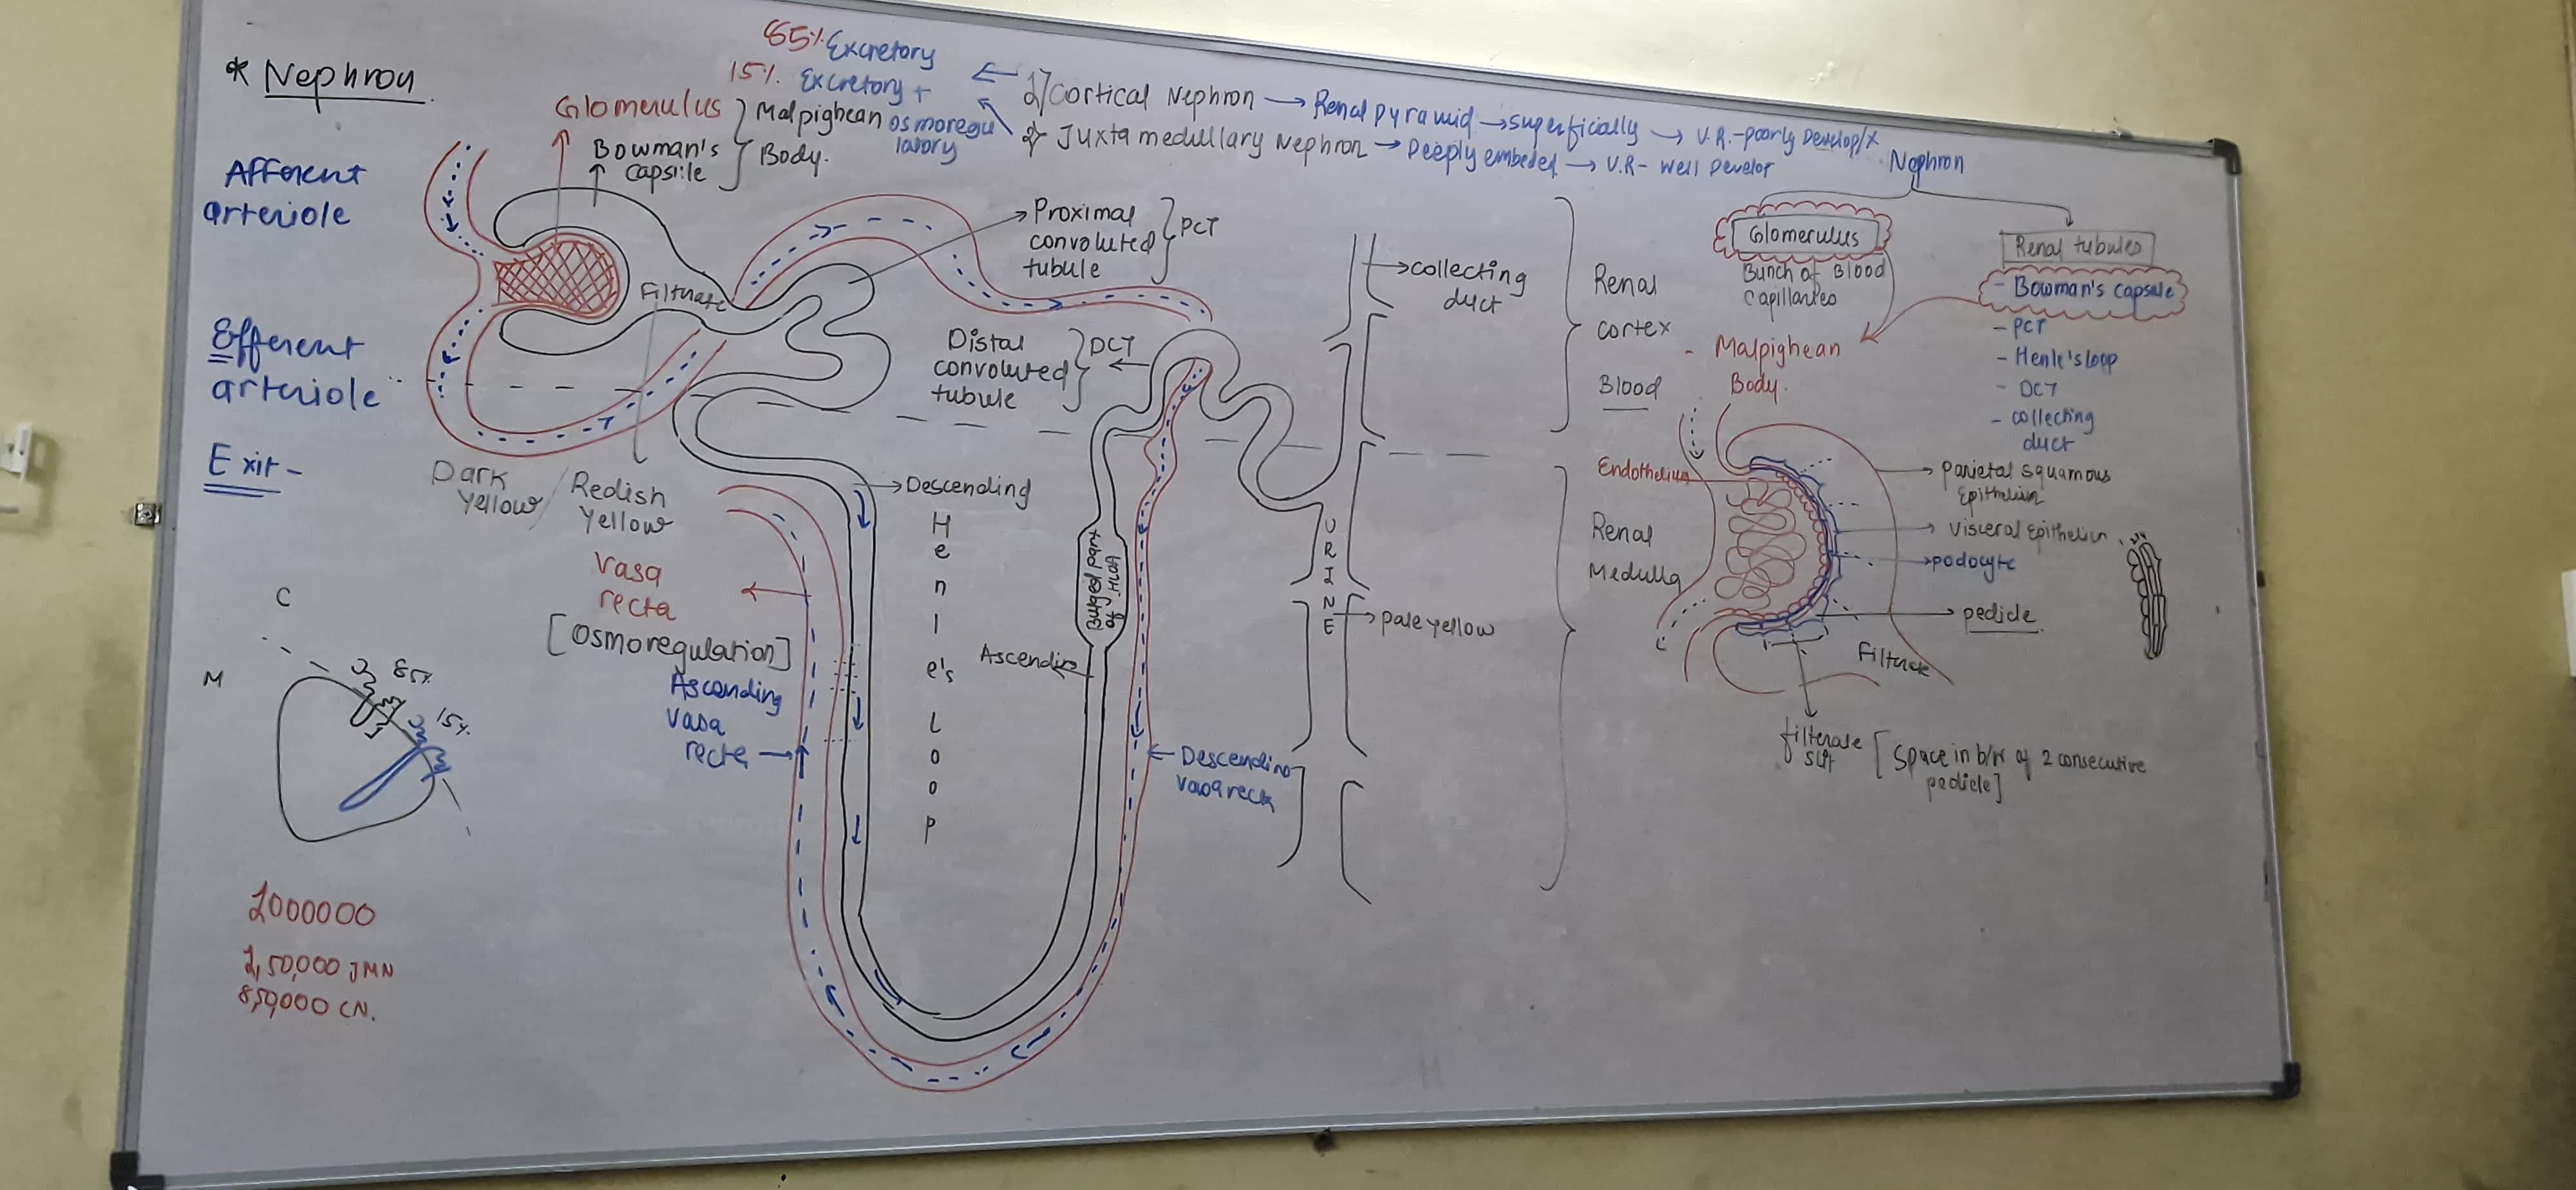 * Nephron
85% Excretory
15% Excretory +
osmoregu
latory
1) Cortical Nephron → Renal pyramid → superficially → V.R.-poorly Develop/x
2) Juxta medullary Nephron → Deeply embeded → V.R- Well Develop
Glomerulus
Bowman's
capsule
Malpighean
Body.
Afferent
arteriole
Efferent
arteriole
Exit -
Filtrate
Proximal
convoluted
tubule
PCT
Distal
convoluted
tubule
DCT
collecting
duct
Dark
Yellow / Redish
Yellow
Vasa
recta
[Osmoregulation]
Ascending
Vasa
recta
Descending
H
e
n
l
e's
L
o
o
p
Ascending
Bulged part
of AHL
Descending
Vasa recta
U
R
I
N
E
pale yellow
Renal
cortex
Blood
Renal
Medulla
Nephron
Glomerulus
Bunch of Blood
Capillaries
- Malpighean
Body.
Renal tubules
- Bowman's capsule
- PCT
- Henle's loop
- DCT
- collecting
duct
Endothelium
parietal squamous
Epithelium
visceral Epithelium
podocyte
pedicle
Filtrate
filterate
slit
[Space in b/w of 2 consecutive
pedicle]
C
M
85%
15%
1000000
1,50,000 JMN
8,50,000 CN.